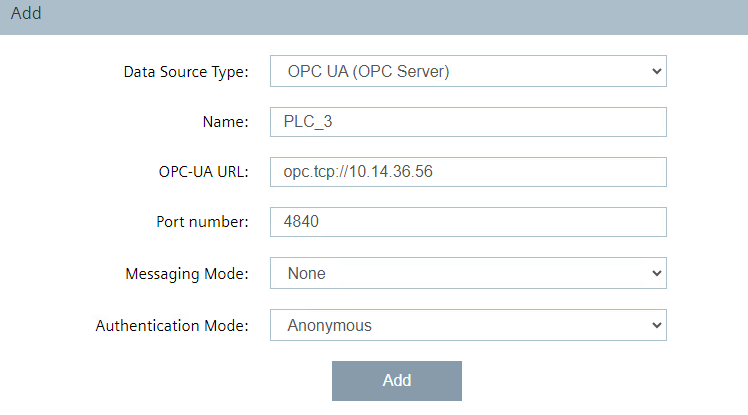 Add
Data Source Type: OPC UA (OPC Server)
Name: PLC_3
OPC-UA URL: opc.tcp://10.14.36.56
Port number: 4840
Messaging Mode: None
Authentication Mode: Anonymous
Add